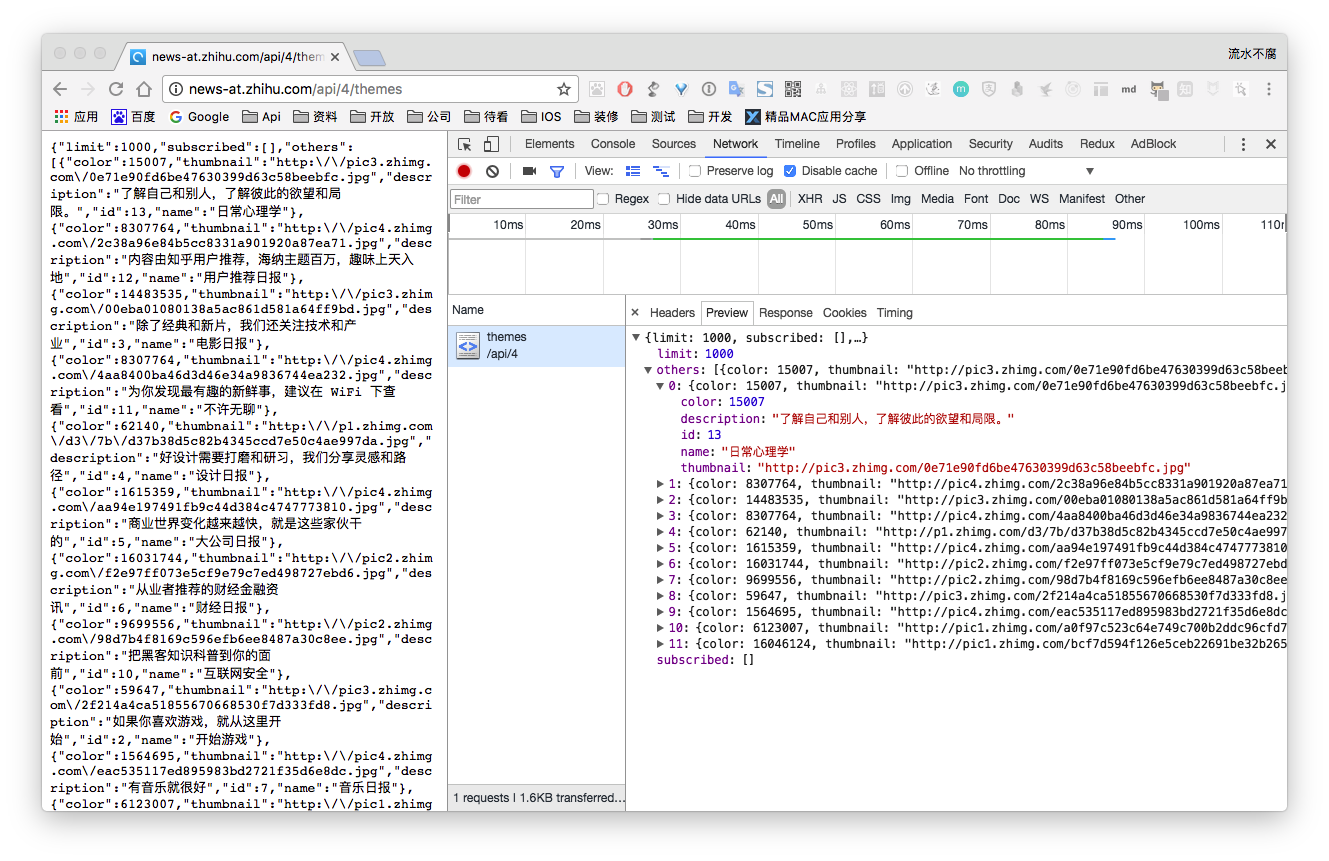 流水不腐
news-at.zhihu.com/api/4/them
news-at.zhihu.com/api/4/themes
md
应用 百度 Google Api 资料 开放 公司 待看 IOS 装修 测试 开发 精品MAC应用分享
{"limit":1000,"subscribed":[],"others":
[{"color":15007,"thumbnail":"http:\/\/pic3.zhimg.
com\/0e71e90fd6be47630399d63c58beebfc.jpg","descr
iption":"了解自己和别人，了解彼此的欲望和局
限。","id":13,"name":"日常心理学"},
{"color":8307764,"thumbnail":"http:\/\/pic4.zhimg
.com\/2c38a96e84b5cc8331a901920a87ea71.jpg","desc
ription":"内容由知乎用户推荐，海纳主题百万，趣味上天入
地","id":12,"name":"用户推荐日报"},
{"color":14483535,"thumbnail":"http:\/\/pic3.zhim
g.com\/00eba01080138a5ac861d581a64ff9bd.jpg","des
cription":"除了经典和新片，我们还关注技术和产
业","id":3,"name":"电影日报"},
{"color":8307764,"thumbnail":"http:\/\/pic4.zhimg
.com\/4aa8400ba46d3d46e34a9836744ea232.jpg","desc
ription":"为你发现最有趣的新鲜事，建议在 WiFi 下查
看","id":11,"name":"不许无聊"},
{"color":62140,"thumbnail":"http:\/\/p1.zhimg.com
\/d3\/7b\/d37b38d5c82b4345ccd7e50c4ae997da.jpg","
description":"好设计需要打磨和研习，我们分享灵感和路
径","id":4,"name":"设计日报"},
{"color":1615359,"thumbnail":"http:\/\/pic4.zhimg
.com\/aa94e197491fb9c44d384c4747773810.jpg","desc
ription":"商业世界变化越来越快，就是这些家伙干
的","id":5,"name":"大公司日报"},
{"color":16031744,"thumbnail":"http:\/\/pic2.zhim
g.com\/f2e97ff073e5cf9e79c7ed498727ebd6.jpg","des
cription":"从业者推荐的财经金融资
讯","id":6,"name":"财经日报"},
{"color":9699556,"thumbnail":"http:\/\/pic2.zhimg
.com\/98d7b4f8169c596efb6ee8487a30c8ee.jpg","desc
ription":"把黑客知识科普到你的面
前","id":10,"name":"互联网安全"},
{"color":59647,"thumbnail":"http:\/\/pic3.zhimg.c
om\/2f214a4ca51855670668530f7d333fd8.jpg","descri
ption":"如果你喜欢游戏，就从这里开
始","id":2,"name":"开始游戏"},
{"color":1564695,"thumbnail":"http:\/\/pic4.zhimg
.com\/eac535117ed895983bd2721f35d6e8dc.jpg","desc
ription":"有音乐就很好","id":7,"name":"音乐日报"},
{"color":6123007,"thumbnail":"http:\/\/pic1.zhimg
Elements Console Sources Network Timeline Profiles Application Security Audits Redux AdBlock
View: Preserve log Disable cache Offline No throttling
Filter Regex Hide data URLs All XHR JS CSS Img Media Font Doc WS Manifest Other
10ms 20ms 30ms 40ms 50ms 60ms 70ms 80ms 90ms 100ms 110
Name
themes
/api/4
1 requests | 1.6KB transferred...
× Headers Preview Response Cookies Timing
▼{limit: 1000, subscribed: [],…}
limit: 1000
▼others: [{color: 15007, thumbnail: "http://pic3.zhimg.com/0e71e90fd6be47630399d63c58beeb
▼0: {color: 15007, thumbnail: "http://pic3.zhimg.com/0e71e90fd6be47630399d63c58beebfc.j
color: 15007
description: "了解自己和别人，了解彼此的欲望和局限。"
id: 13
name: "日常心理学"
thumbnail: "http://pic3.zhimg.com/0e71e90fd6be47630399d63c58beebfc.jpg"
▶1: {color: 8307764, thumbnail: "http://pic4.zhimg.com/2c38a96e84b5cc8331a901920a87ea71
▶2: {color: 14483535, thumbnail: "http://pic3.zhimg.com/00eba01080138a5ac861d581a64ff9b
▶3: {color: 8307764, thumbnail: "http://pic4.zhimg.com/4aa8400ba46d3d46e34a9836744ea232
▶4: {color: 62140, thumbnail: "http://p1.zhimg.com/d3/7b/d37b38d5c82b4345ccd7e50c4ae997
▶5: {color: 1615359, thumbnail: "http://pic4.zhimg.com/aa94e197491fb9c44d384c4747773810
▶6: {color: 16031744, thumbnail: "http://pic2.zhimg.com/f2e97ff073e5cf9e79c7ed498727ebd
▶7: {color: 9699556, thumbnail: "http://pic2.zhimg.com/98d7b4f8169c596efb6ee8487a30c8ee
▶8: {color: 59647, thumbnail: "http://pic3.zhimg.com/2f214a4ca51855670668530f7d333fd8.j
▶9: {color: 1564695, thumbnail: "http://pic4.zhimg.com/eac535117ed895983bd2721f35d6e8dc
▶10: {color: 6123007, thumbnail: "http://pic1.zhimg.com/a0f97c523c64e749c700b2ddc96cfd7
▶11: {color: 16046124, thumbnail: "http://pic1.zhimg.com/bcf7d594f126e5ceb22691be32b265
subscribed: []